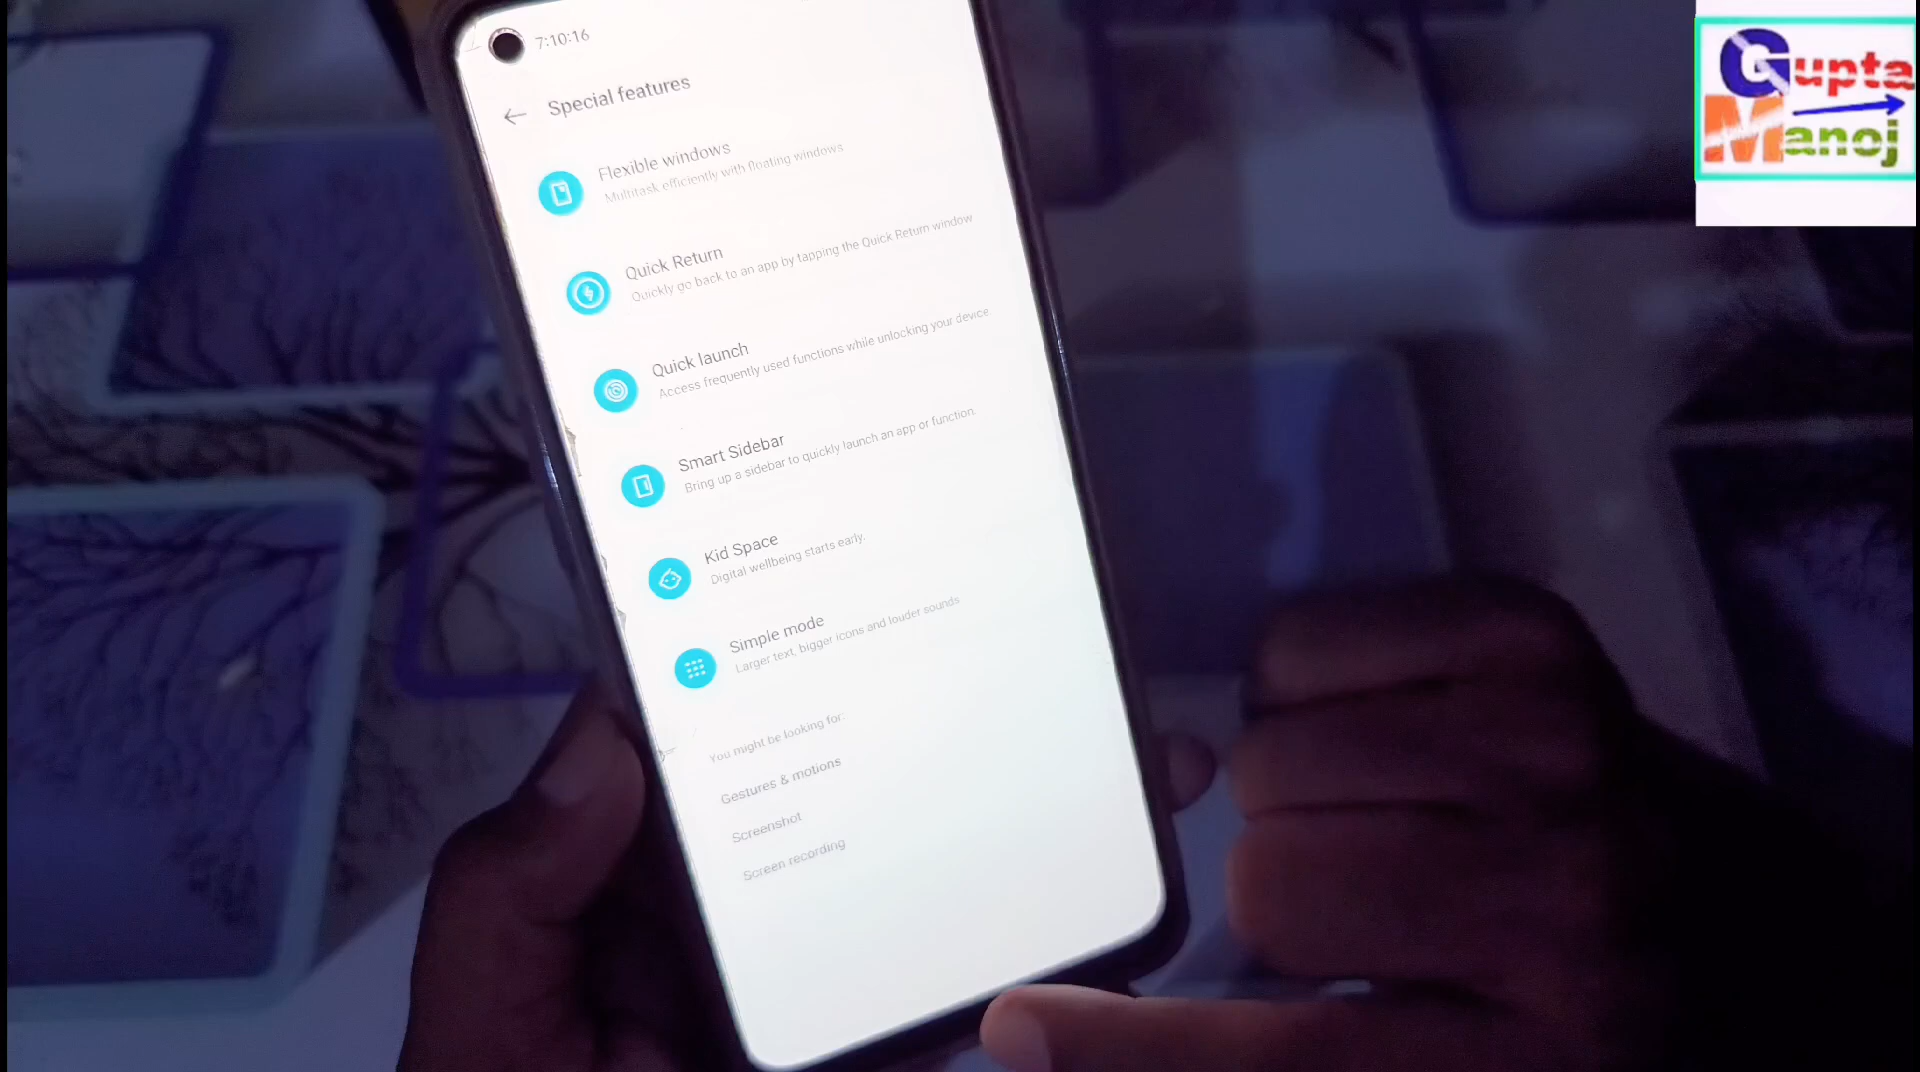 7:10:16
Special features
Flexible windows
Multitask efficiently with floating windows
Quick Return
Quickly go back to an app by tapping the Quick Return window
Quick launch
Access frequently used functions while unlocking your device
Smart Sidebar
Bring up a sidebar to quickly launch an app or function.
Kid Space
Digital wellbeing starts early.
Simple mode
Larger text, bigger icons and louder sounds
You might be looking for:
Gestures & motions
Screenshot
Screen recording
Gupta
Manoj